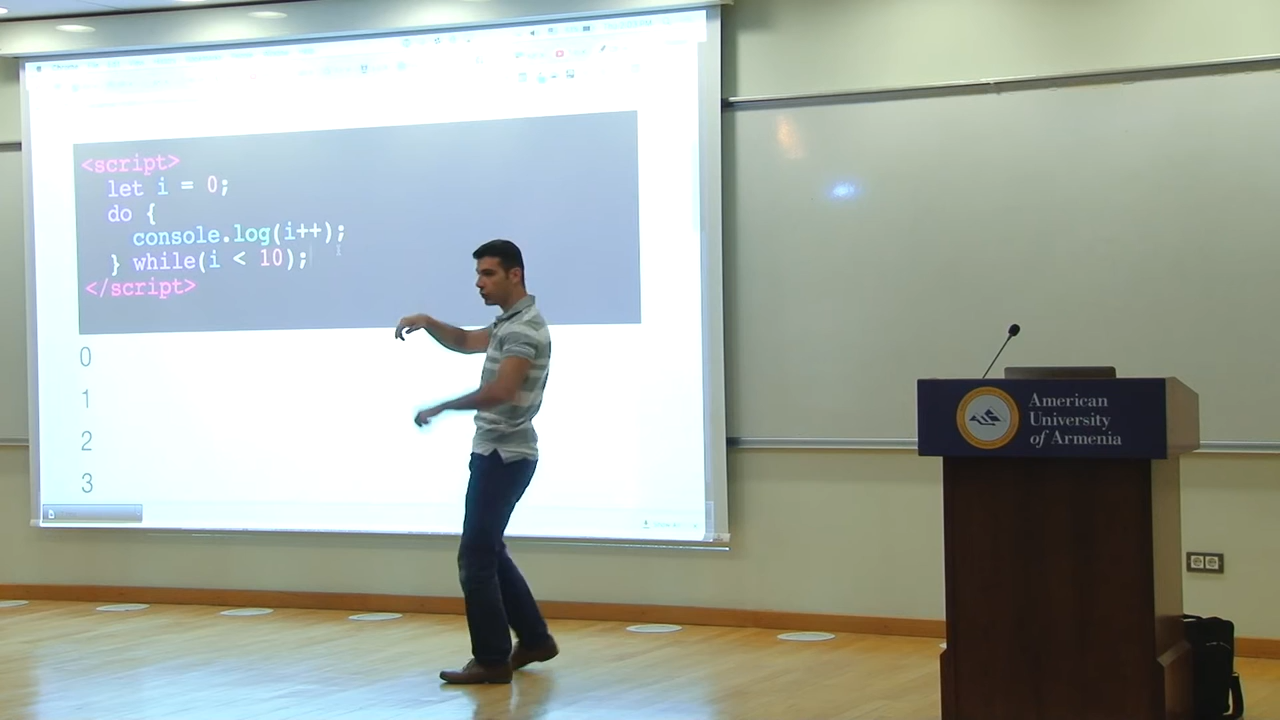 <script>
let i = 0;
do {
console.log(i++);
} while(i < 10);
</script>
0
1
2
3
American
University
of Armenia